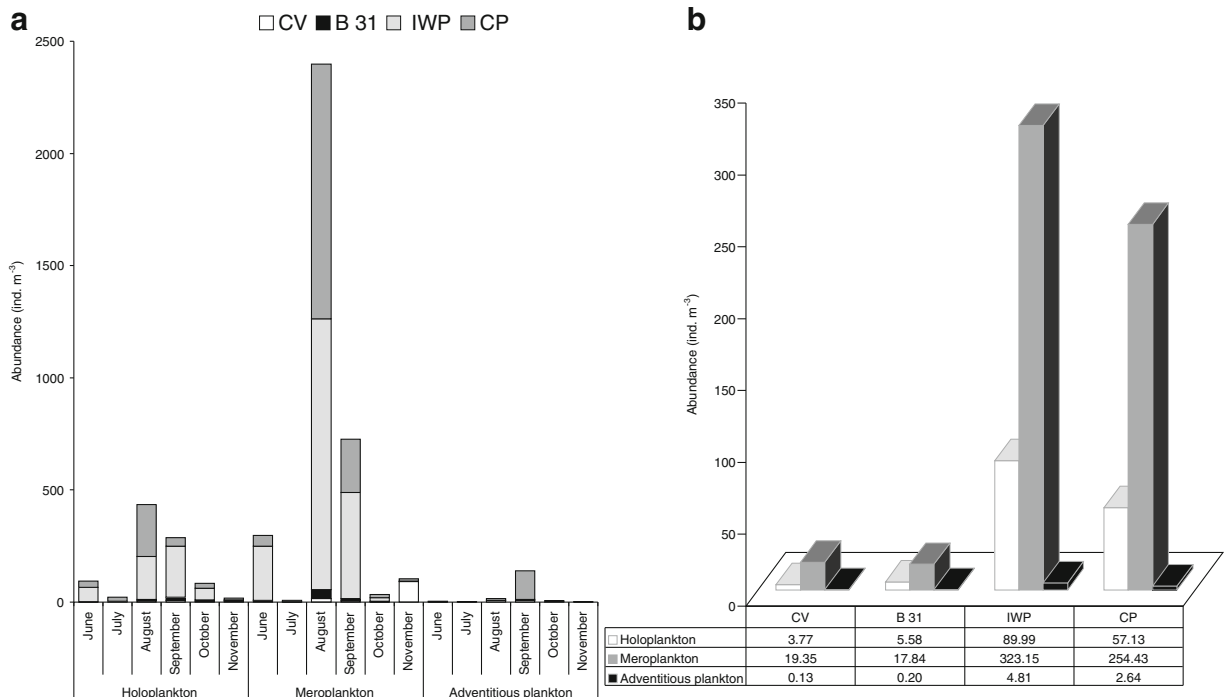 a
CV B 31 IWP CP
2500
2000
1500
1000
500
0
Abundance (ind. m-3)
June July August September October November June July August September October November June July August September October November
Holoplankton Meroplankton Adventitious plankton
b
350
300
250
200
150
100
50
0
Abundance (ind. m-3)
CV B 31 IWP CP
Holoplankton 3.77 5.58 89.99 57.13
Meroplankton 19.35 17.84 323.15 254.43
Adventitious plankton 0.13 0.20 4.81 2.64